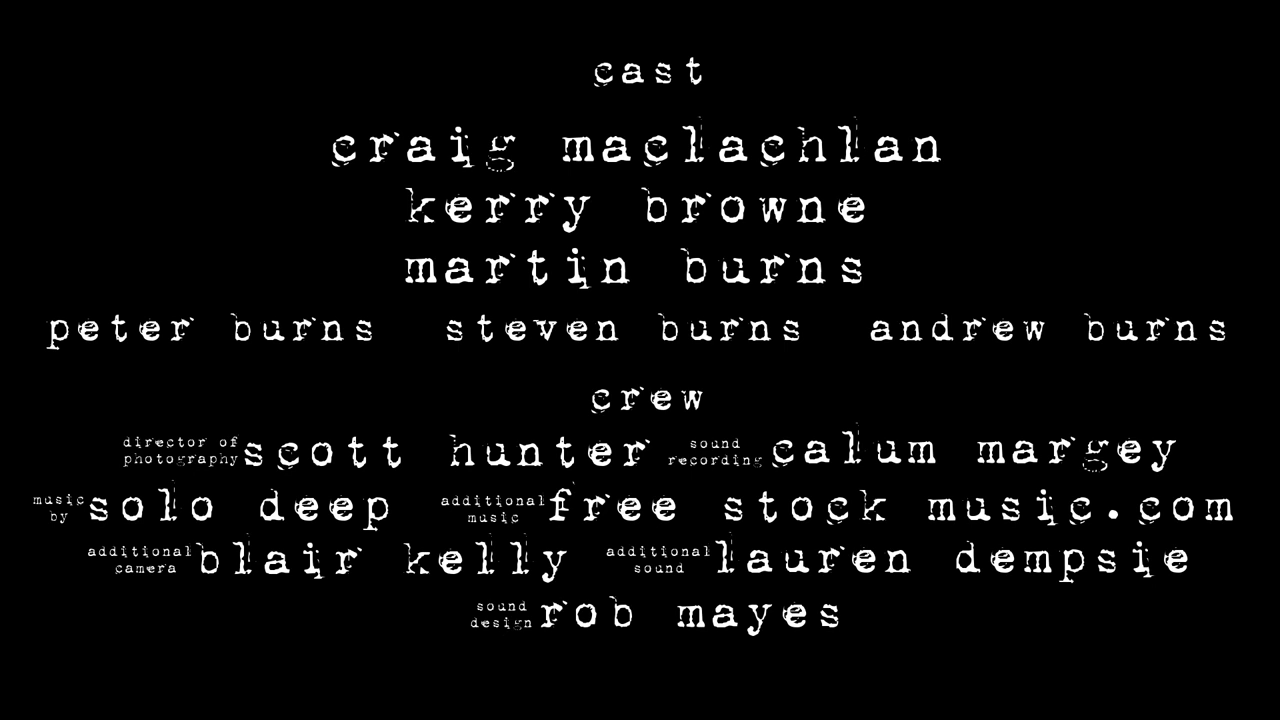 cast
craig maclachlan
kerry browne
martin burns
peter burns steven burns andrew burns
crew
director of photography scott hunter sound recording calum margey
music by solo deep additional music free stock music.com
additional camera blair kelly additional sound lauren dempsie
sound design rob mayes